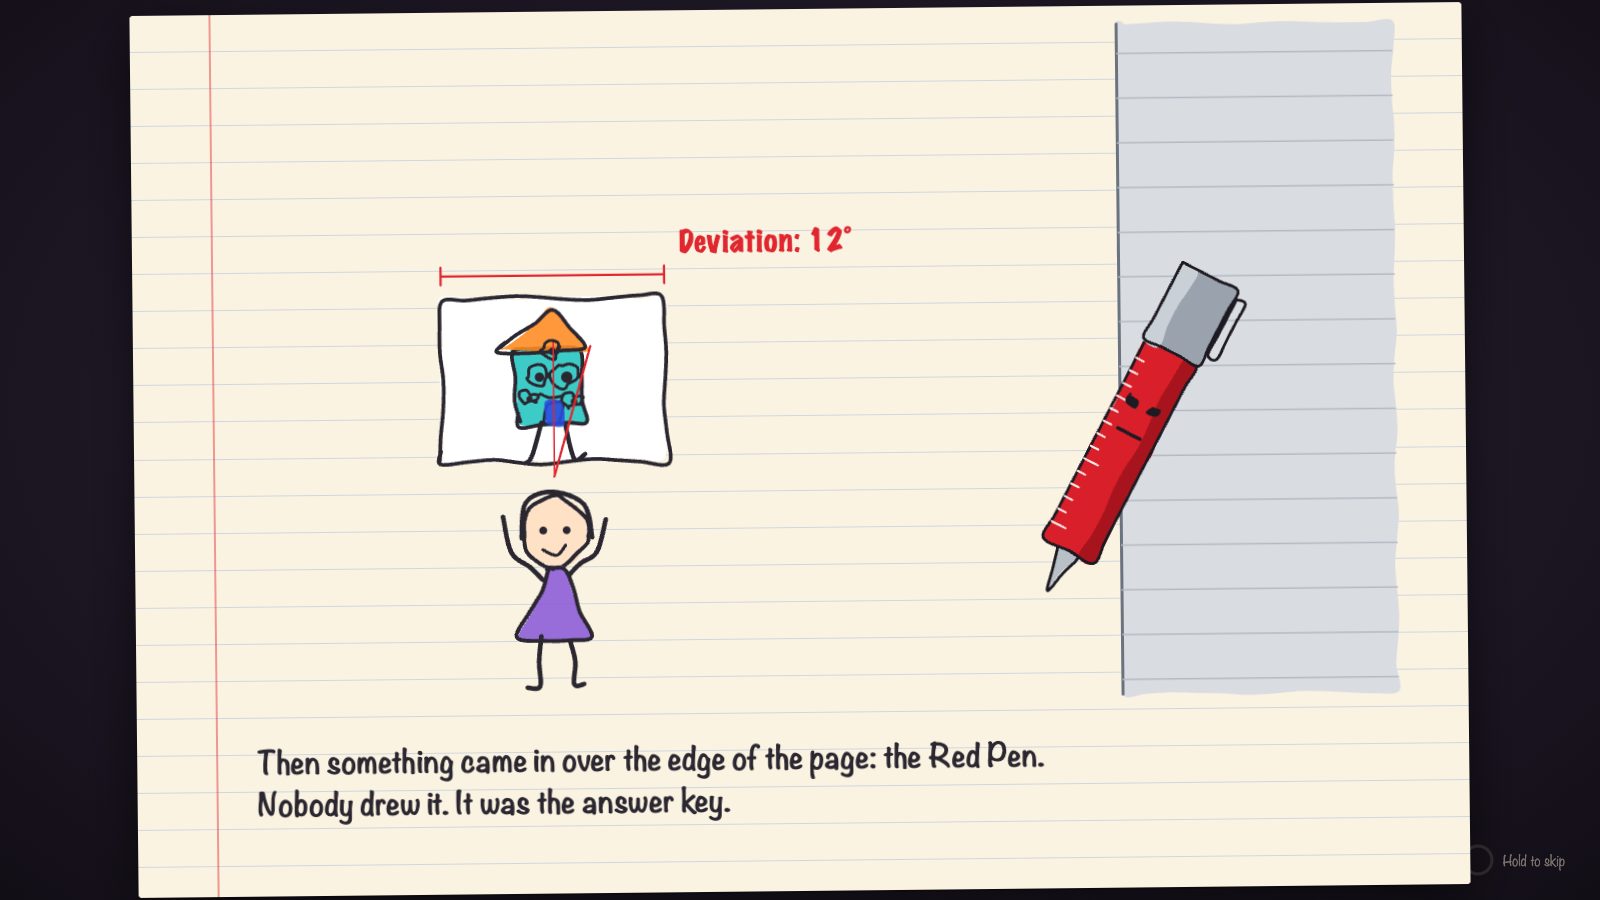 Deviation: 12°
Then something came in over the edge of the page: the Red Pen.
Nobody drew it. It was the answer key.
Hold to skip